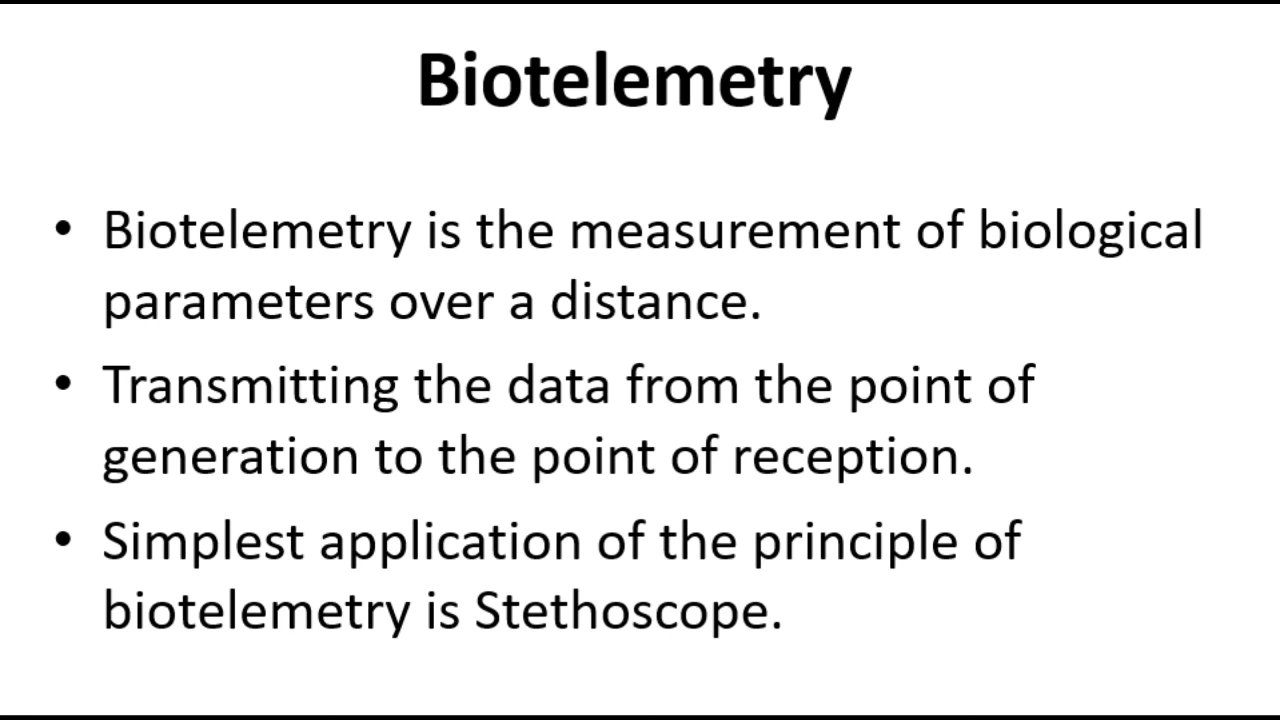 Biotelemetry
• Biotelemetry is the measurement of biological
parameters over a distance.
• Transmitting the data from the point of
generation to the point of reception.
• Simplest application of the principle of
biotelemetry is Stethoscope.